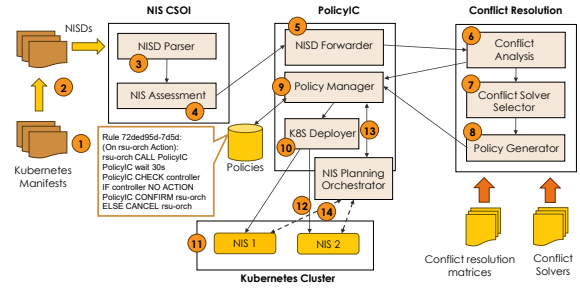 NISDs
NIS CSOI
PolicyIC
Conflict Resolution
NISD Parser
3
NIS Assessment
4
5
NISD Forwarder
6
Conflict
Analysis
2
9
Policy Manager
7
Conflict Solver
Selector
1
Kubernetes
Manifests
Rule 72ded95d-7d5d:
(On rsu-orch Action):
rsu-orch CALL PolicyIC
PolicyIC wait 30s
PolicyIC CHECK controller
IF controller NO ACTION
PolicyIC CONFIRM rsu-orch
ELSE CANCEL rsu-orch
Policies
K8S Deployer
10
13
8
Policy Generator
NIS Planning
Orchestrator
12
14
11
NIS 1
NIS 2
Kubernetes Cluster
Conflict resolution
matrices
Conflict
Solvers